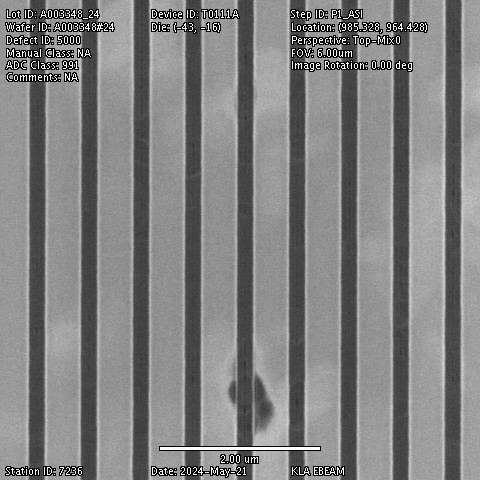 Lot ID: A003348_24
Wafer ID: A003348#24
Defect ID: 5000
Manual Class: NA
ADC Class: 991
Comments: NA
Device ID: T0111A
Die: (-43, -16)
Step ID: P1_ASI
Location: (985.328, 964.428)
Perspective: Top-Mix0
FOV: 6.00um
Image Rotation: 0.00 deg
2.00 um
Station ID: 7236
Date: 2024-May-21
KLA EBEAM